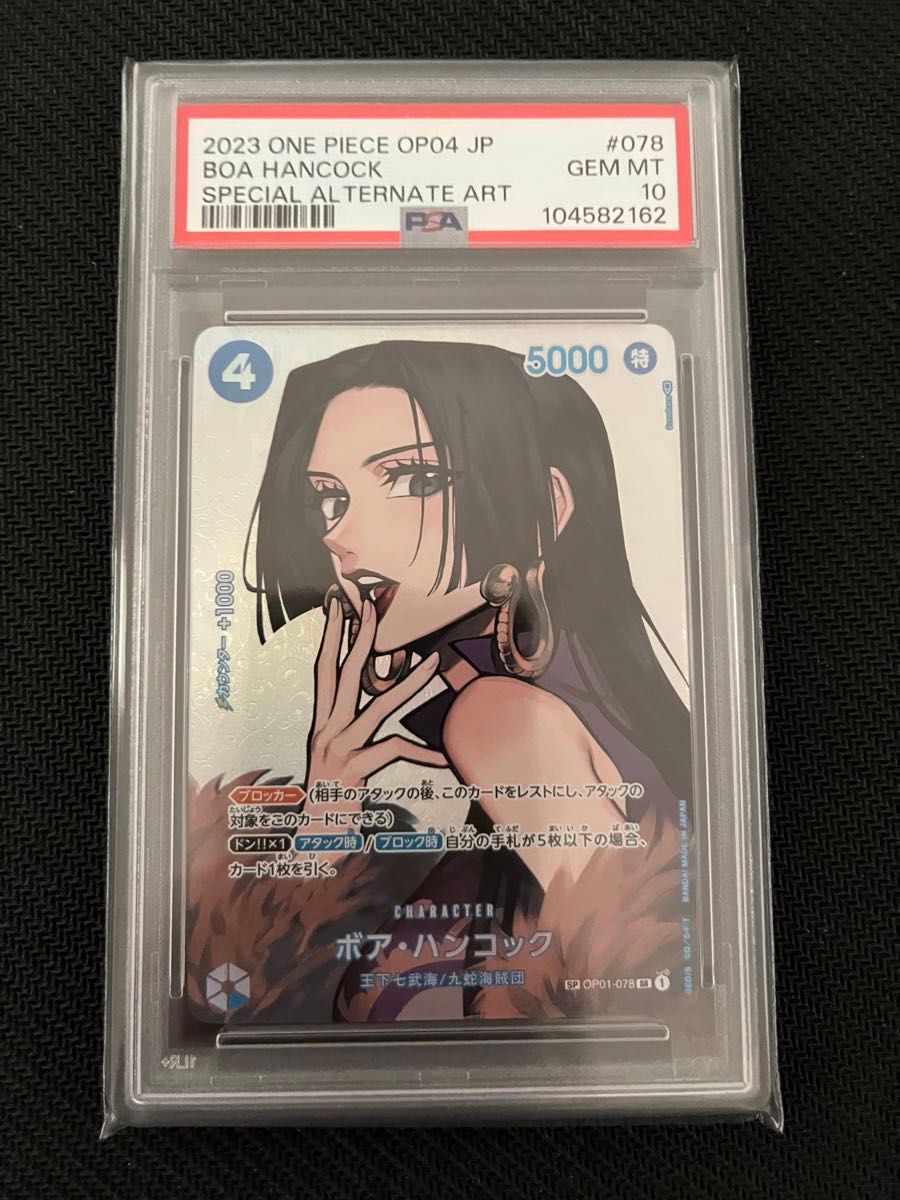 2023 ONE PIECE OP04 JP #078
BOA HANCOCK GEM MT
SPECIAL ALTERNATE ART 10
PSA 104582162
4 5000 特
Bandai
カウンター +1000
ブロッカー (相手のアタックの後、このカードをレストにし、アタックの
対象をこのカードにできる)
ドン!!×1 アタック時 / ブロック時 自分の手札が5枚以下の場合、
カード1枚を引く。
CHARACTER
ボア・ハンコック
王下七武海/九蛇海賊団
SP OP01-078 SR 1
BANDAI MADE IN JAPAN